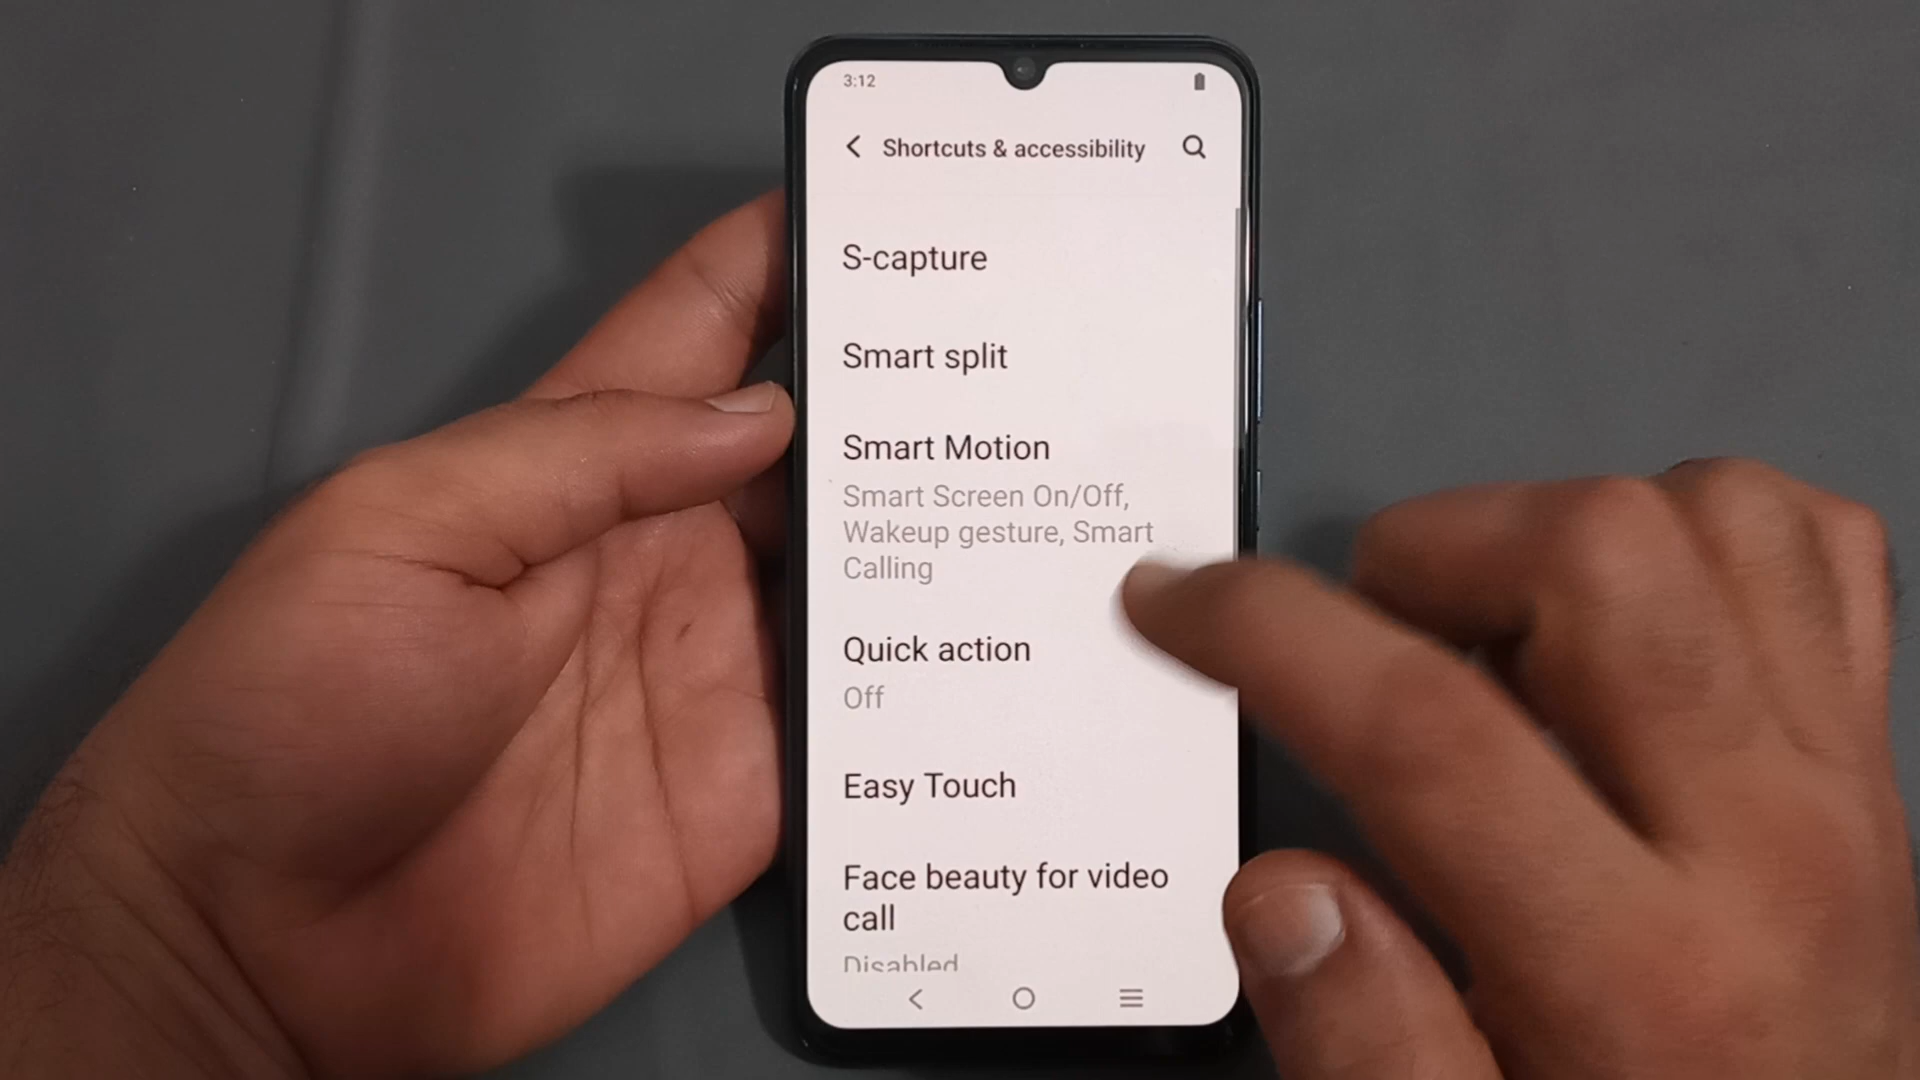 3:12
Shortcuts & accessibility
S-capture
Smart split
Smart Motion
Smart Screen On/Off,
Wakeup gesture, Smart
Calling
Quick action
Off
Easy Touch
Face beauty for video
call
Disabled